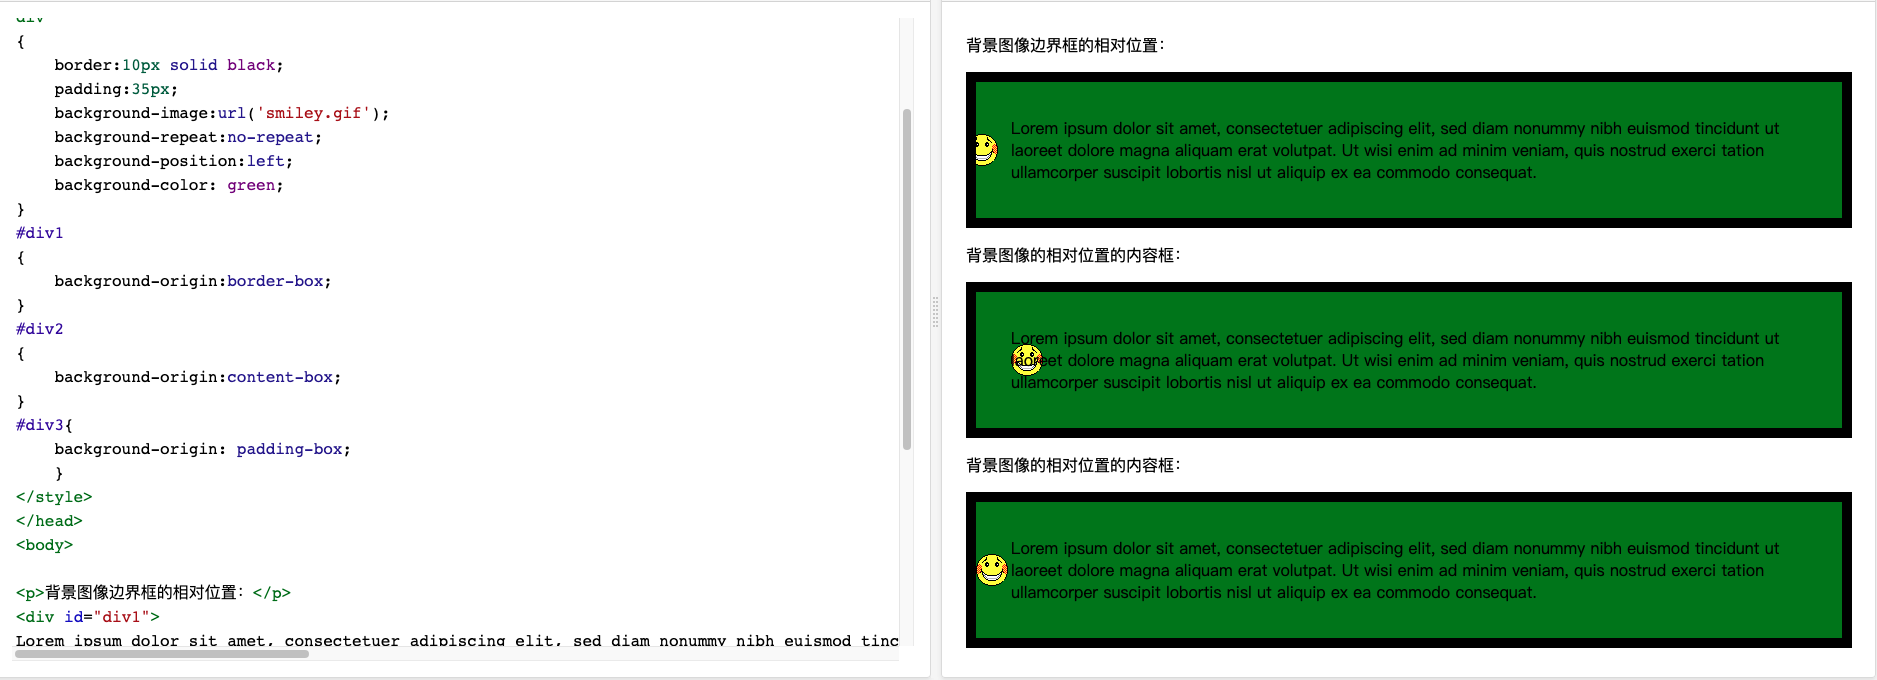 div
{
    border:10px solid black;
    padding:35px;
    background-image:url('smiley.gif');
    background-repeat:no-repeat;
    background-position:left;
    background-color: green;
}
#div1
{
    background-origin:border-box;
}
#div2
{
    background-origin:content-box;
}
#div3{
    background-origin: padding-box;
    }
</style>
</head>
<body>
<p>背景图像边界框的相对位置：</p>
<div id="div1">
Lorem ipsum dolor sit amet, consectetuer adipiscing elit, sed diam nonummy nibh euismod tinc
背景图像边界框的相对位置：
Lorem ipsum dolor sit amet, consectetuer adipiscing elit, sed diam nonummy nibh euismod tincidunt ut
laoreet dolore magna aliquam erat volutpat. Ut wisi enim ad minim veniam, quis nostrud exerci tation
ullamcorper suscipit lobortis nisl ut aliquip ex ea commodo consequat.
背景图像的相对位置的内容框：
Lorem ipsum dolor sit amet, consectetuer adipiscing elit, sed diam nonummy nibh euismod tincidunt ut
laoreet dolore magna aliquam erat volutpat. Ut wisi enim ad minim veniam, quis nostrud exerci tation
ullamcorper suscipit lobortis nisl ut aliquip ex ea commodo consequat.
背景图像的相对位置的内容框：
Lorem ipsum dolor sit amet, consectetuer adipiscing elit, sed diam nonummy nibh euismod tincidunt ut
laoreet dolore magna aliquam erat volutpat. Ut wisi enim ad minim veniam, quis nostrud exerci tation
ullamcorper suscipit lobortis nisl ut aliquip ex ea commodo consequat.